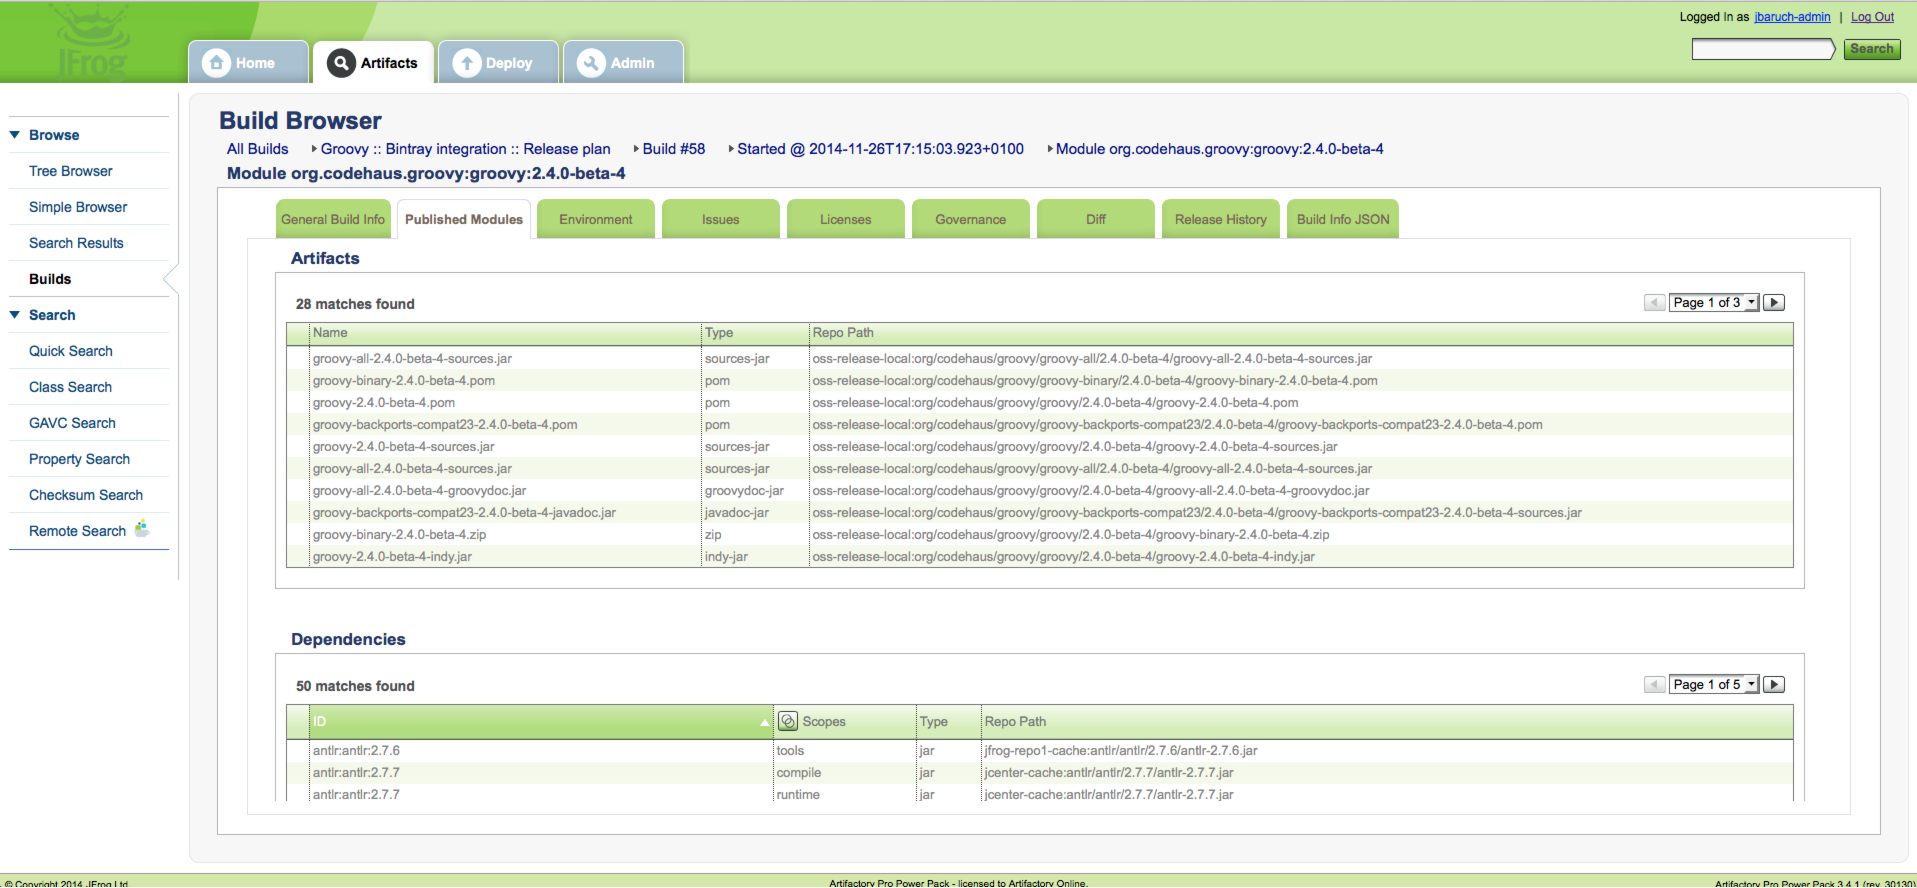 Logged In as jbaruch-admin | Log Out
JFrog
Home Artifacts Deploy Admin
Search
Browse
Tree Browser
Simple Browser
Search Results
Builds
Search
Quick Search
Class Search
GAVC Search
Property Search
Checksum Search
Remote Search
Build Browser
All Builds Groovy :: Bintray integration :: Release plan Build #58 Started @ 2014-11-26T17:15:03.923+0100 Module org.codehaus.groovy:groovy:2.4.0-beta-4
Module org.codehaus.groovy:groovy:2.4.0-beta-4
General Build Info Published Modules Environment Issues Licenses Governance Diff Release History Build Info JSON
Artifacts
28 matches found Page 1 of 3
Name Type Repo Path
groovy-all-2.4.0-beta-4-sources.jar sources-jar oss-release-local:org/codehaus/groovy/groovy-all/2.4.0-beta-4/groovy-all-2.4.0-beta-4-sources.jar
groovy-binary-2.4.0-beta-4.pom pom oss-release-local:org/codehaus/groovy/groovy-binary/2.4.0-beta-4/groovy-binary-2.4.0-beta-4.pom
groovy-2.4.0-beta-4.pom pom oss-release-local:org/codehaus/groovy/groovy/2.4.0-beta-4/groovy-2.4.0-beta-4.pom
groovy-backports-compat23-2.4.0-beta-4.pom pom oss-release-local:org/codehaus/groovy/groovy-backports-compat23/2.4.0-beta-4/groovy-backports-compat23-2.4.0-beta-4.pom
groovy-2.4.0-beta-4-sources.jar sources-jar oss-release-local:org/codehaus/groovy/groovy/2.4.0-beta-4/groovy-2.4.0-beta-4-sources.jar
groovy-all-2.4.0-beta-4-sources.jar sources-jar oss-release-local:org/codehaus/groovy/groovy-all/2.4.0-beta-4/groovy-all-2.4.0-beta-4-sources.jar
groovy-all-2.4.0-beta-4-groovydoc.jar groovydoc-jar oss-release-local:org/codehaus/groovy/groovy/2.4.0-beta-4/groovy-all-2.4.0-beta-4-groovydoc.jar
groovy-backports-compat23-2.4.0-beta-4-javadoc.jar javadoc-jar oss-release-local:org/codehaus/groovy/groovy-backports-compat23/2.4.0-beta-4/groovy-backports-compat23-2.4.0-beta-4-sources.jar
groovy-binary-2.4.0-beta-4.zip zip oss-release-local:org/codehaus/groovy/groovy/2.4.0-beta-4/groovy-binary-2.4.0-beta-4.zip
groovy-2.4.0-beta-4-indy.jar indy-jar oss-release-local:org/codehaus/groovy/groovy/2.4.0-beta-4/groovy-2.4.0-beta-4-indy.jar
Dependencies
50 matches found Page 1 of 5
ID Scopes Type Repo Path
antlr:antlr:2.7.6 tools jar jfrog-repo1-cache:antlr/antlr/2.7.6/antlr-2.7.6.jar
antlr:antlr:2.7.7 compile jar jcenter-cache:antlr/antlr/2.7.7/antlr-2.7.7.jar
antlr:antlr:2.7.7 runtime jar jcenter-cache:antlr/antlr/2.7.7/antlr-2.7.7.jar
© Copyright 2014 JFrog Ltd Artifactory Pro Power Pack - licensed to Artifactory Online. Artifactory Pro Power Pack 3.4.1 (rev. 30130)